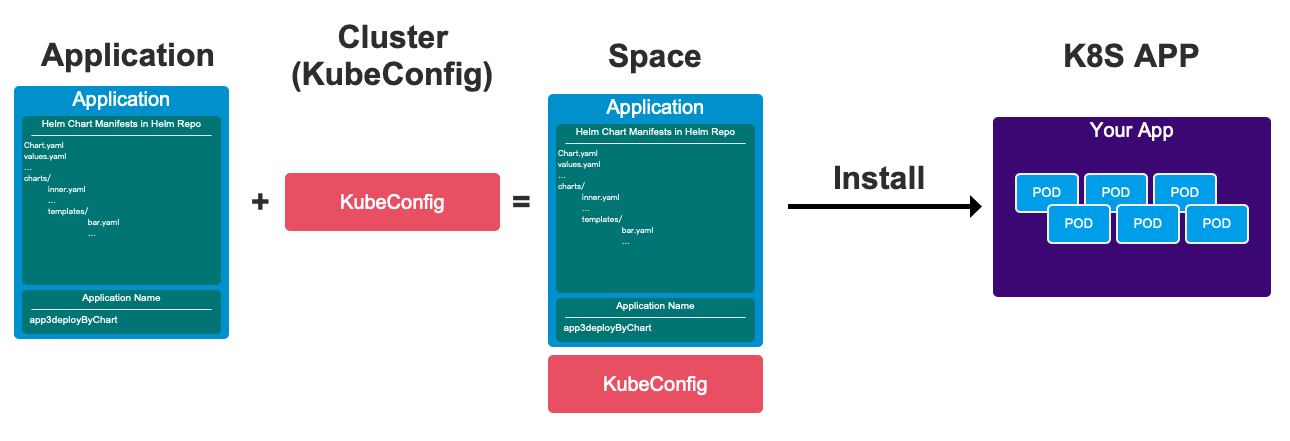 Application
Application
Helm Chart Manifests in Helm Repo
Chart.yaml
values.yaml
...
charts/
inner.yaml
...
templates/
bar.yaml
...
Application Name
app3deployByChart
+
Cluster
(KubeConfig)
KubeConfig
=
Space
Application
Helm Chart Manifests in Helm Repo
Chart.yaml
values.yaml
...
charts/
inner.yaml
...
templates/
bar.yaml
...
Application Name
app3deployByChart
KubeConfig
Install
K8S APP
Your App
POD POD POD
POD POD POD